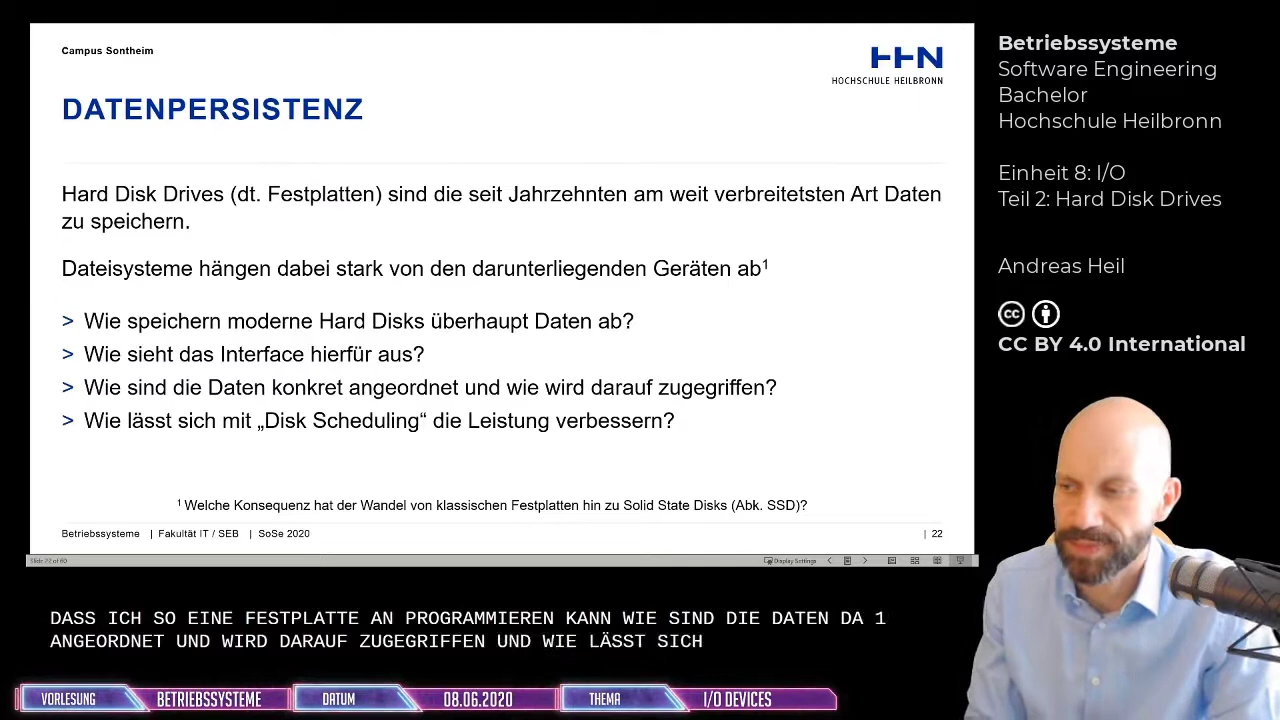 Campus Sontheim
HHN
HOCHSCHULE HEILBRONN
DATENPERSISTENZ
Hard Disk Drives (dt. Festplatten) sind die seit Jahrzehnten am weit verbreitetsten Art Daten
zu speichern.
Dateisysteme hängen dabei stark von den darunterliegenden Geräten ab¹
> Wie speichern moderne Hard Disks überhaupt Daten ab?
> Wie sieht das Interface hierfür aus?
> Wie sind die Daten konkret angeordnet und wie wird darauf zugegriffen?
> Wie lässt sich mit „Disk Scheduling“ die Leistung verbessern?
¹ Welche Konsequenz hat der Wandel von klassischen Festplatten hin zu Solid State Disks (Abk. SSD)?
Betriebssysteme | Fakultät IT / SEB | SoSe 2020 | 22
Slide 22 of 60 Display Settings
Betriebssysteme
Software Engineering
Bachelor
Hochschule Heilbronn
Einheit 8: I/O
Teil 2: Hard Disk Drives
Andreas Heil
cc
CC BY 4.0 International
DASS ICH SO EINE FESTPLATTE AN PROGRAMMIEREN KANN WIE SIND DIE DATEN DA 1
ANGEORDNET UND WIRD DARAUF ZUGEGRIFFEN UND WIE LÄSST SICH
VORLESUNG BETRIEBSSYSTEME DATUM 08.06.2020 THEMA I/O DEVICES